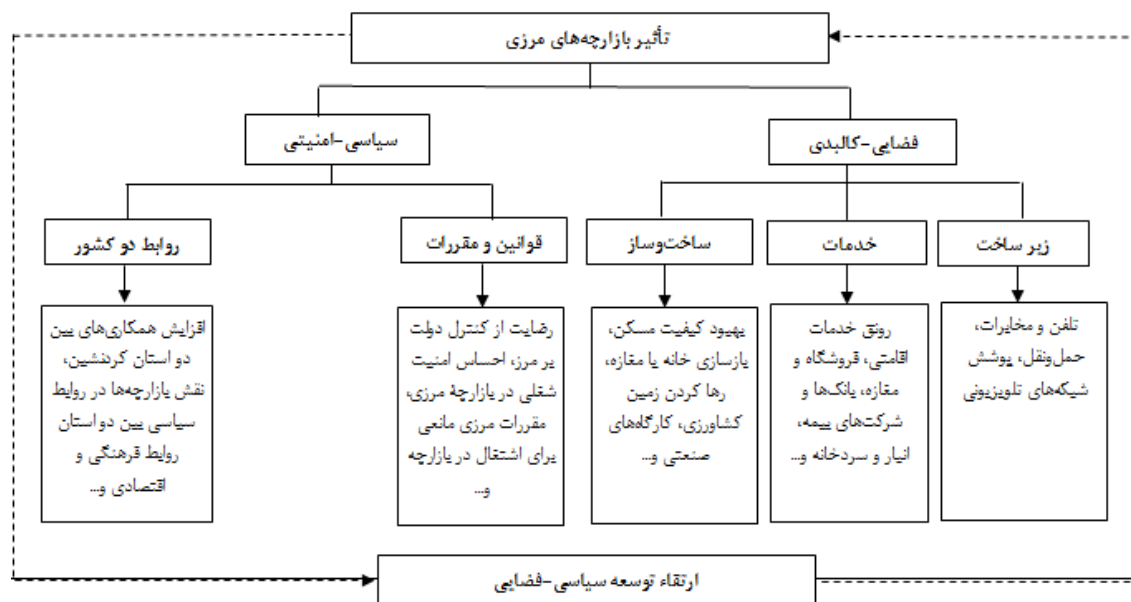 تأثیر بازارچه‌های مرزی
فضایی-کالبدی
سیاسی-امنیتی
زیر ساخت
خدمات
ساخت‌وساز
قوانین و مقررات
روابط دو کشور
تلفن و مخابرات،
حمل‌ونقل، پوشش
شبکه‌های تلویزیونی
رونق خدمات
اقامتی، فروشگاه و
مغازه، بانک‌ها و
شرکت‌های بیمه،
انبار و سردخانه و...
بهبود کیفیت مسکن،
بازسازی خانه یا مغازه،
رها کردن زمین
کشاورزی، کارگاه‌های
صنعتی و...
رضایت از کنترل دولت
بر مرز، احساس امنیت
شغلی در بازارچۀ مرزی،
مقررات مرزی مانعی
برای اشتغال در بازارچه
و...
افزایش همکاری‌های بین
دو استان کردنشین،
نقش بازارچه‌ها در روابط
سیاسی بین دو استان
روابط فرهنگی و
اقتصادی و...
ارتقاء توسعه سیاسی-فضایی